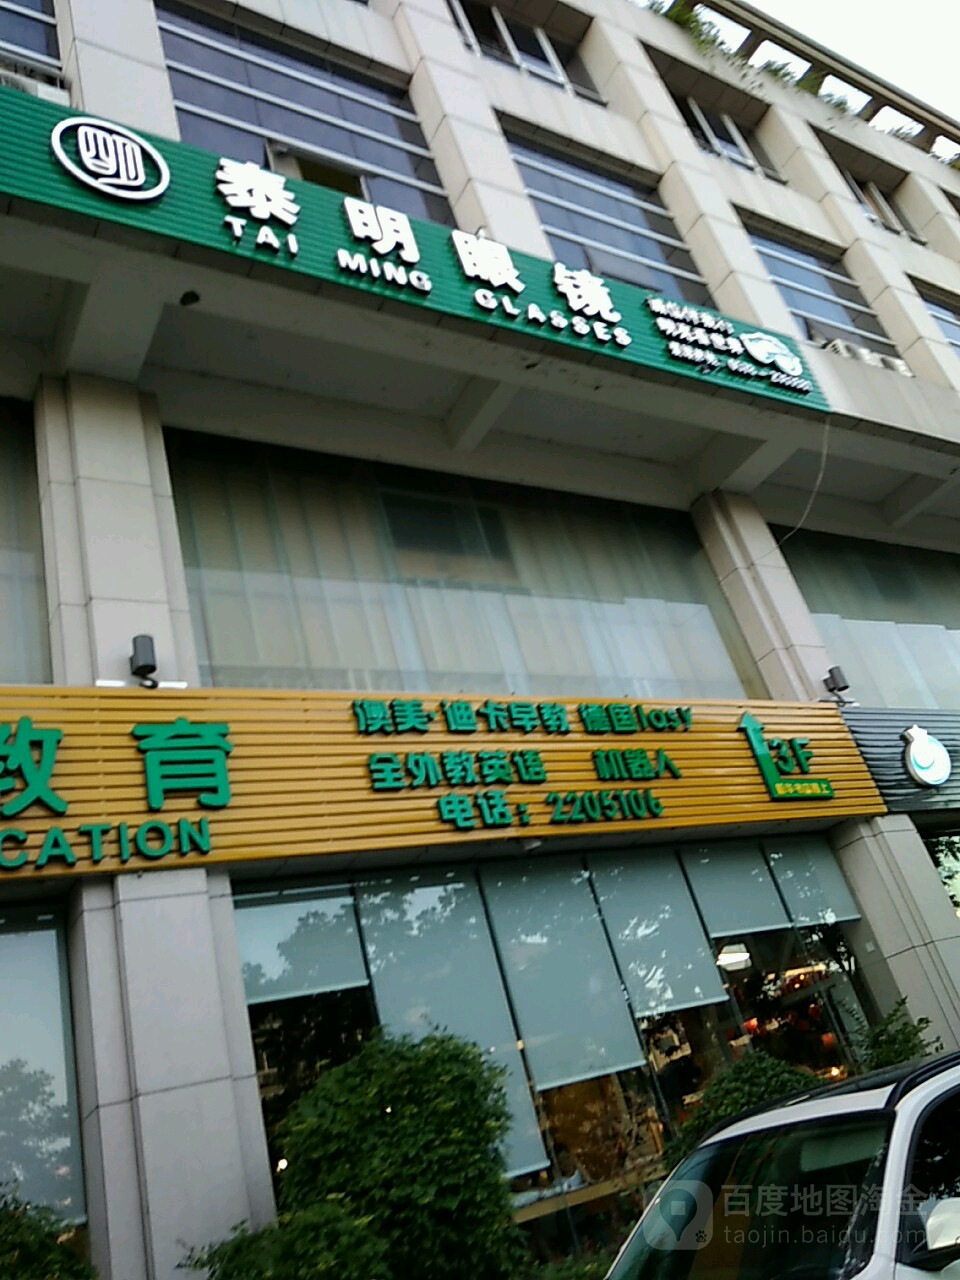 泰明眼镜
TAI MING GLASSES
教育
CATION
澳美·迪卡早教 德国lasy
全外教英语 机器人
电话：2205106
3F
百度地图淘金
taojin.baidu.com